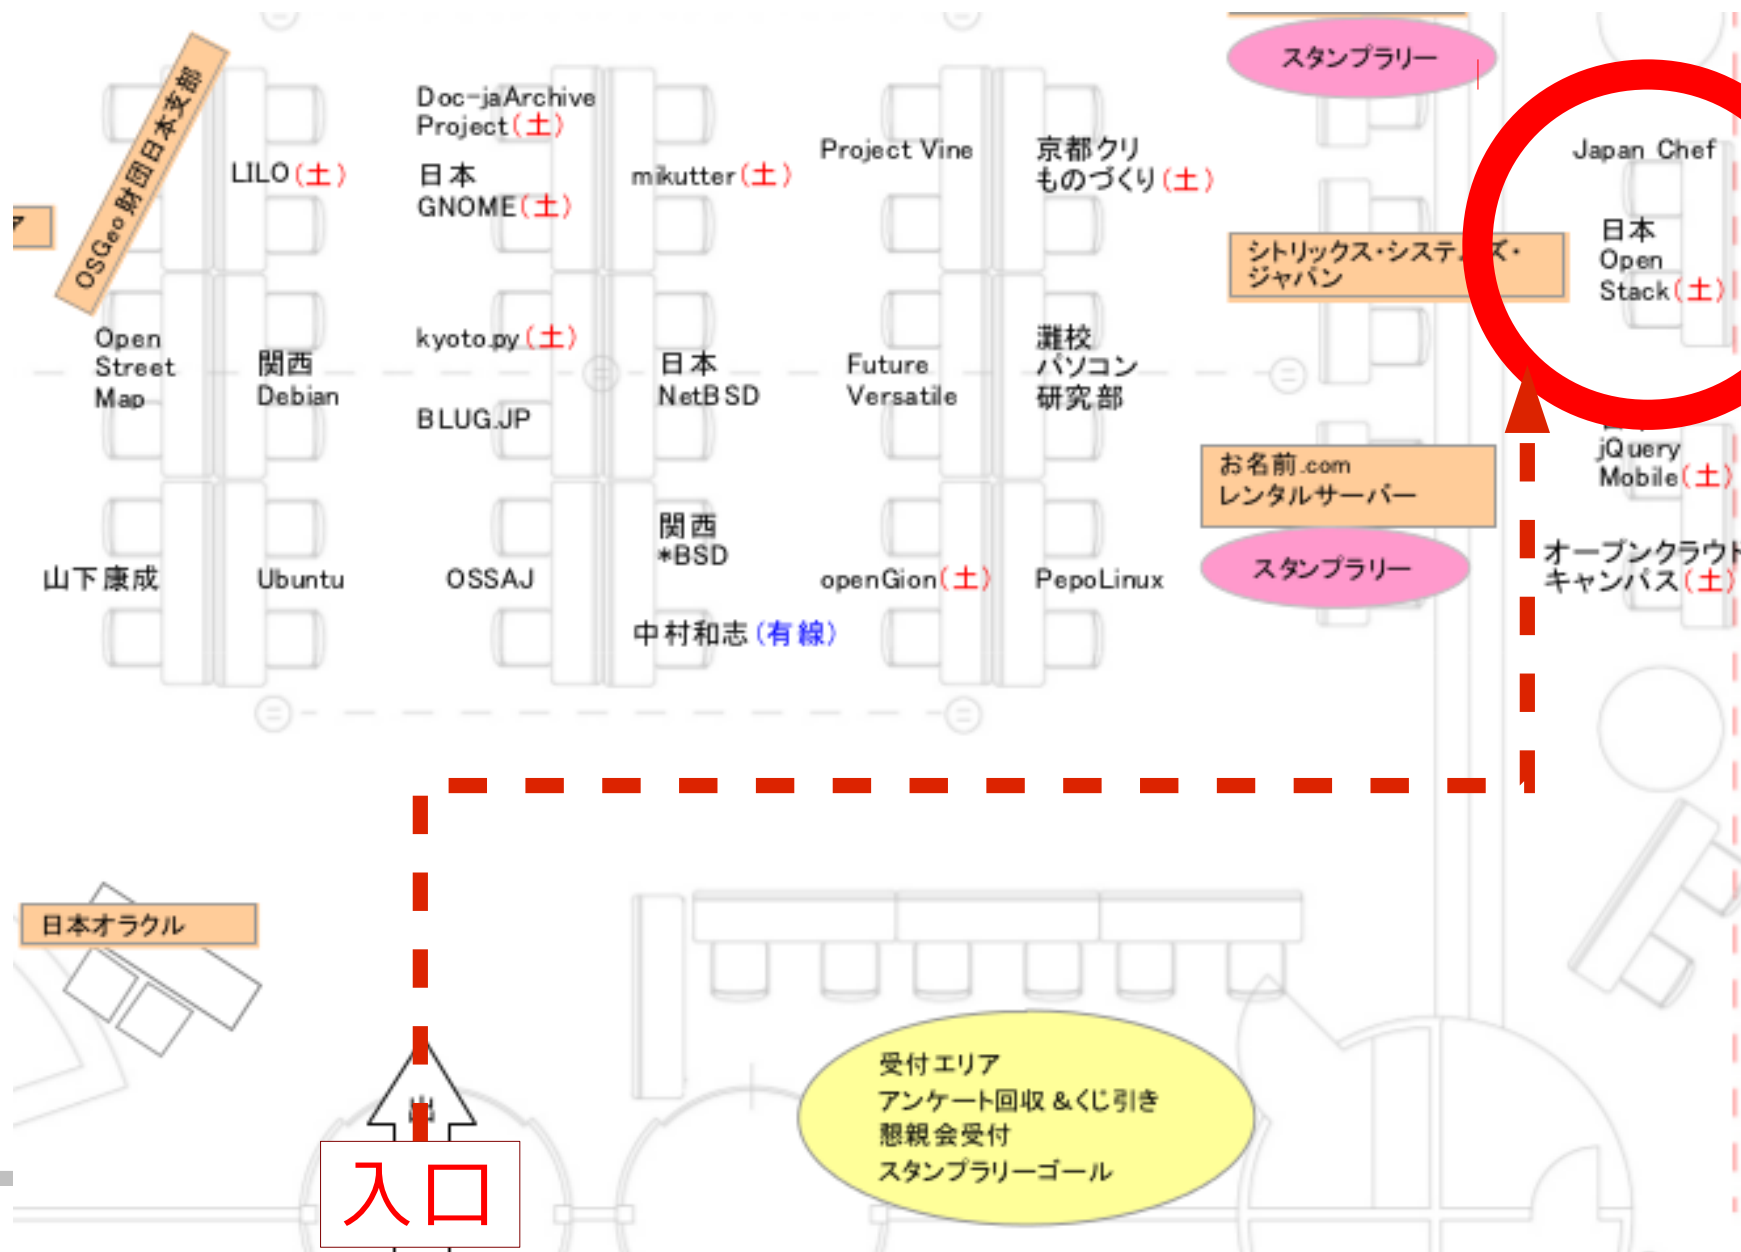 スタンプラリー
OSGeo 財団日本支部
LILO(土)
Doc-jaArchive
Project(土)
日本
GNOME(土)
mikutter(土)
Project Vine
京都クリ
ものづくり(土)
Japan Chef
日本
Open
Stack(土)
シトリックス・システムズ・
ジャパン
Open
Street
Map
関西
Debian
kyoto.py(土)
BLUG.JP
日本
NetBSD
Future
Versatile
灘校
パソコン
研究部
jQuery
Mobile(土)
お名前.com
レンタルサーバー
スタンプラリー
山下康成
Ubuntu
OSSAJ
関西
*BSD
中村和志(有線)
openGion(土)
PepoLinux
オープンクラウド
キャンパス(土)
日本オラクル
受付エリア
アンケート回収 &くじ引き
懇親会受付
スタンプラリーゴール
入口